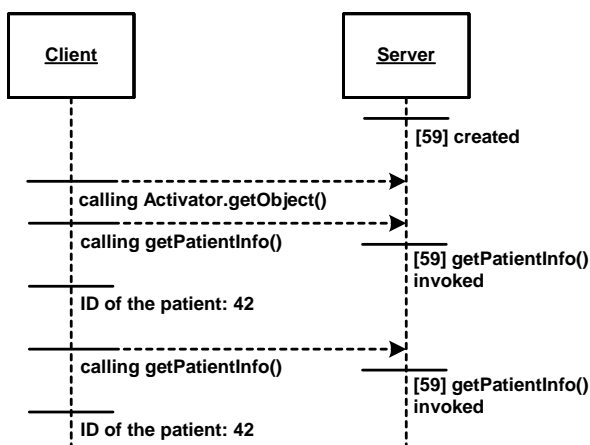 Client
Server
[59] created
calling Activator.getObject()
calling getPatientInfo()
[59] getPatientInfo()
invoked
ID of the patient: 42
calling getPatientInfo()
[59] getPatientInfo()
invoked
ID of the patient: 42